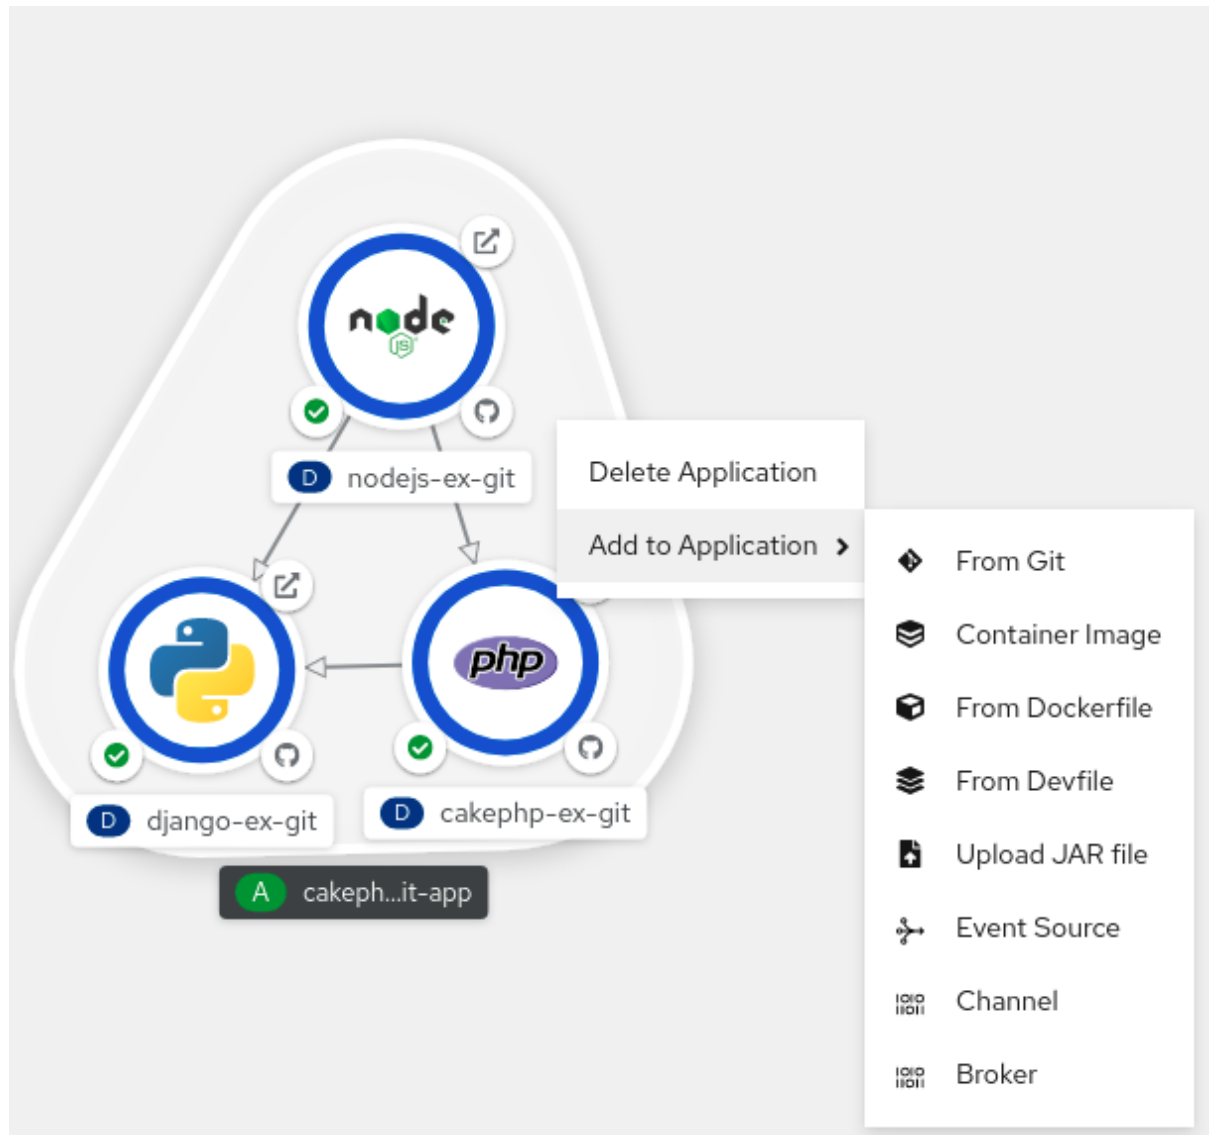 node
JS
D nodejs-ex-git
Delete Application
Add to Application
From Git
Container Image
From Dockerfile
From Devfile
Upload JAR file
Event Source
Channel
Broker
php
D django-ex-git
D cakephp-ex-git
A cakeph...it-app